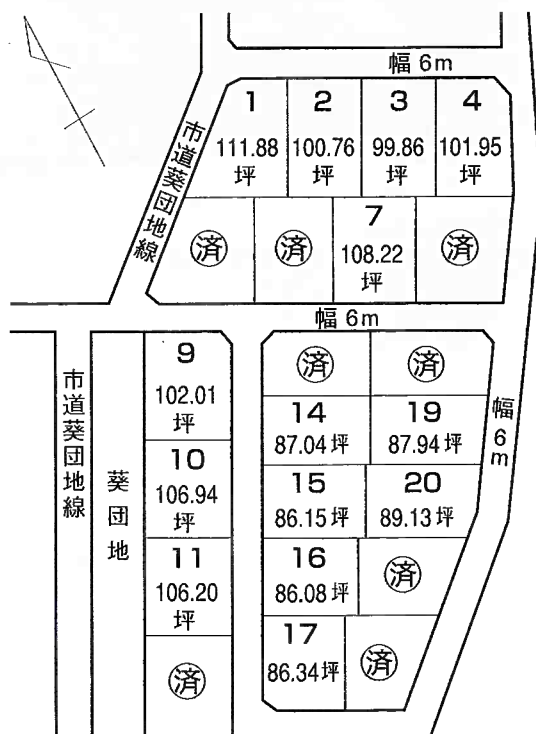 幅 6m
1
2
3
4
111.88
坪
100.76
坪
99.86
坪
101.95
坪
市道葵団地線
済
済
7
108.22
坪
済
幅 6m
9
102.01
坪
10
106.94
坪
11
106.20
坪
済
市道葵団地線
葵団地
済
済
14
87.04坪
19
87.94坪
15
86.15坪
20
89.13坪
16
86.08坪
済
17
86.34坪
済
幅6m